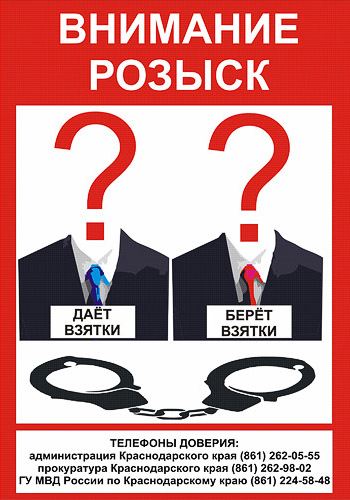 ВНИМАНИЕ
РОЗЫСК
? ?
ДАЁТ
ВЗЯТКИ
БЕРЁТ
ВЗЯТКИ
ТЕЛЕФОНЫ ДОВЕРИЯ:
администрация Краснодарского края (861) 262-05-55
прокуратура Краснодарского края (861) 262-98-02
ГУ МВД России по Краснодарскому краю (861) 224-58-48